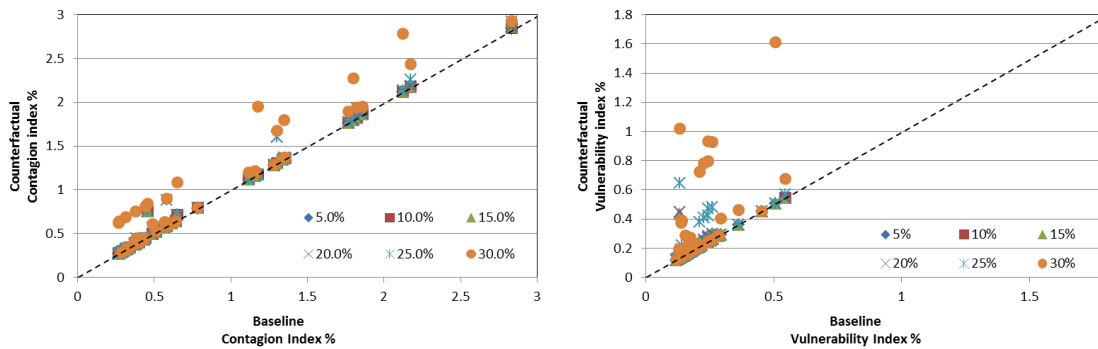 Counterfactual
Contagion index %
3
2.5
2
1.5
1
0.5
0
0 0.5 1 1.5 2 2.5 3
5.0% 10.0% 15.0%
20.0% 25.0% 30.0%
Baseline
Contagion Index %
Counterfactual
Vulnerability index %
1.8
1.6
1.4
1.2
1
0.8
0.6
0.4
0.2
0
0 0.5 1 1.5
5% 10% 15%
20% 25% 30%
Baseline
Vulnerability Index %